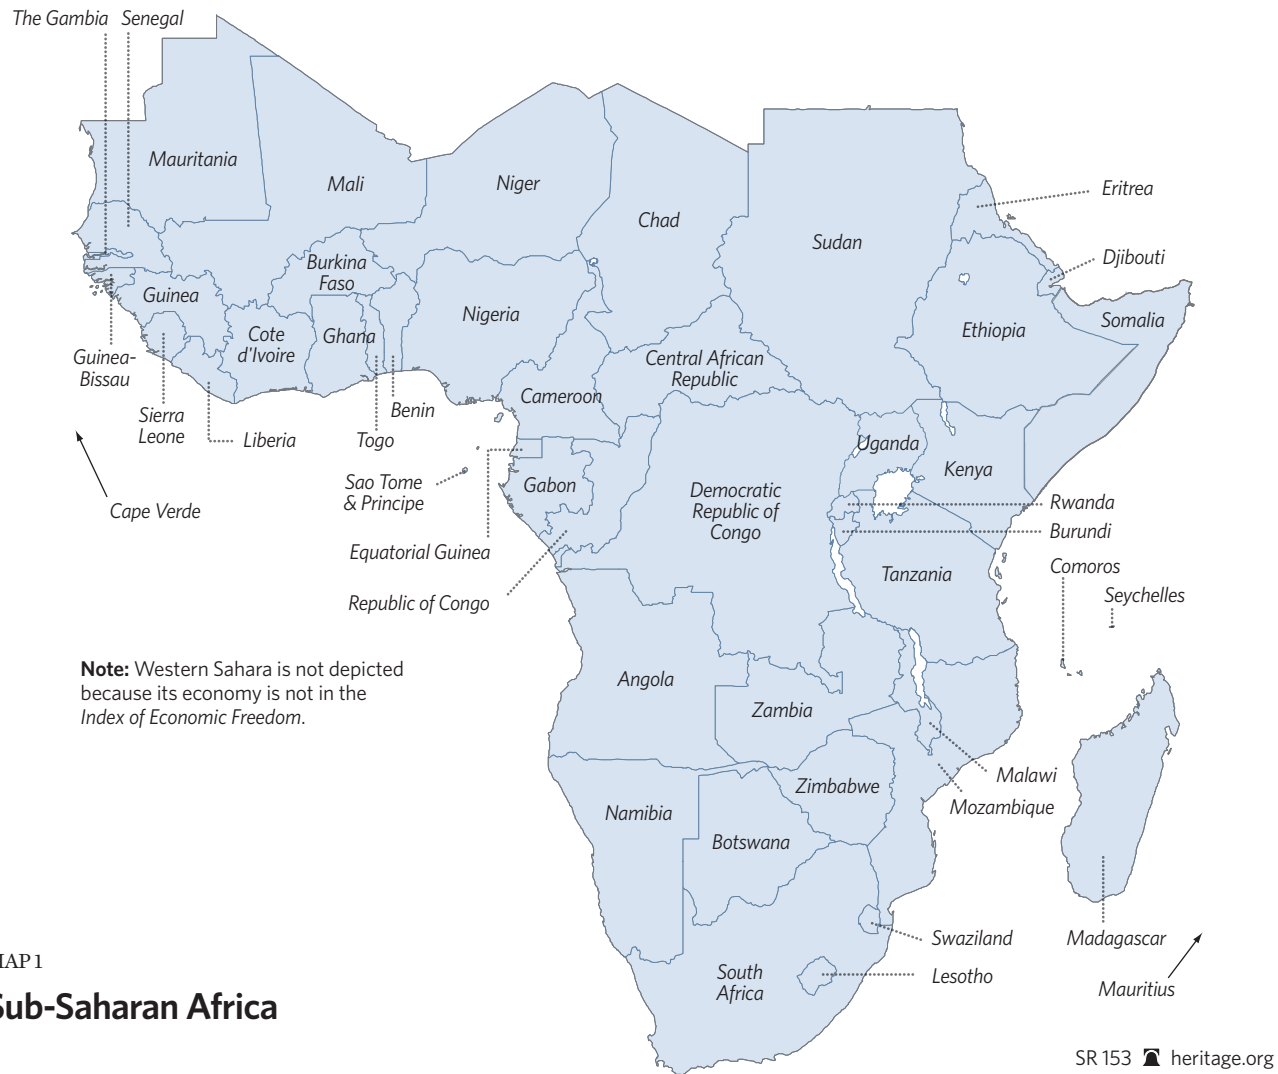 The Gambia
Senegal
Mauritania
Mali
Niger
Chad
Sudan
Eritrea
Djibouti
Burkina
Faso
Guinea
Nigeria
Ethiopia
Somalia
Cote
d'Ivoire
Ghana
Guinea-
Bissau
Central African
Republic
Cameroon
Sierra
Leone
Liberia
Togo
Benin
Uganda
Kenya
Cape Verde
Sao Tome
& Principe
Gabon
Democratic
Republic of
Congo
Rwanda
Burundi
Equatorial Guinea
Tanzania
Comoros
Seychelles
Republic of Congo
Note: Western Sahara is not depicted
because its economy is not in the
Index of Economic Freedom.
Angola
Zambia
Malawi
Mozambique
Zimbabwe
Namibia
Botswana
Swaziland
Lesotho
Madagascar
Mauritius
South
Africa
MAP 1
Sub-Saharan Africa
SR 153 heritage.org